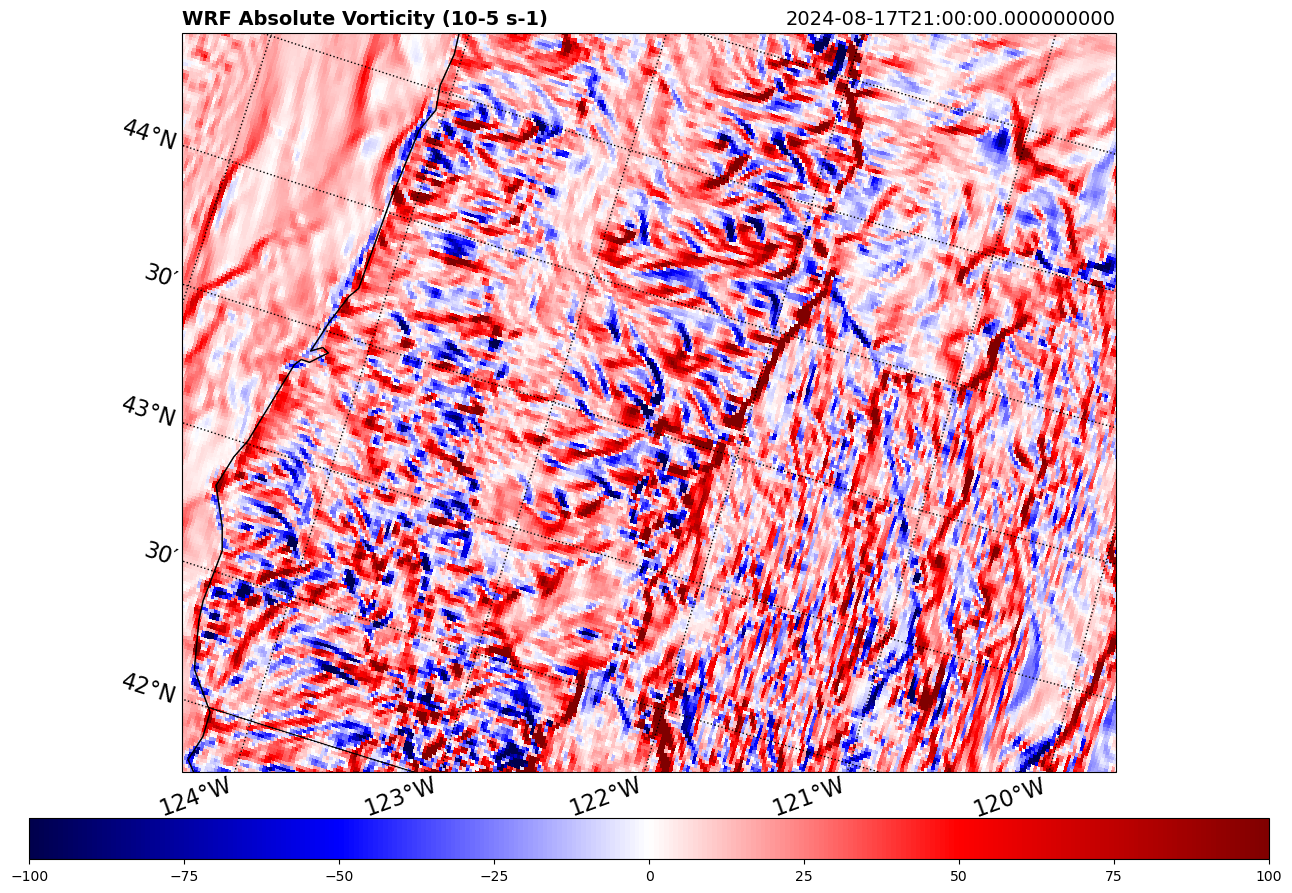 WRF Absolute Vorticity (10-5 s-1)
2024-08-17T21:00:00.000000000
44°N
30′
43°N
30′
42°N
124°W
123°W
122°W
121°W
120°W
−100
−75
−50
−25
0
25
50
75
100